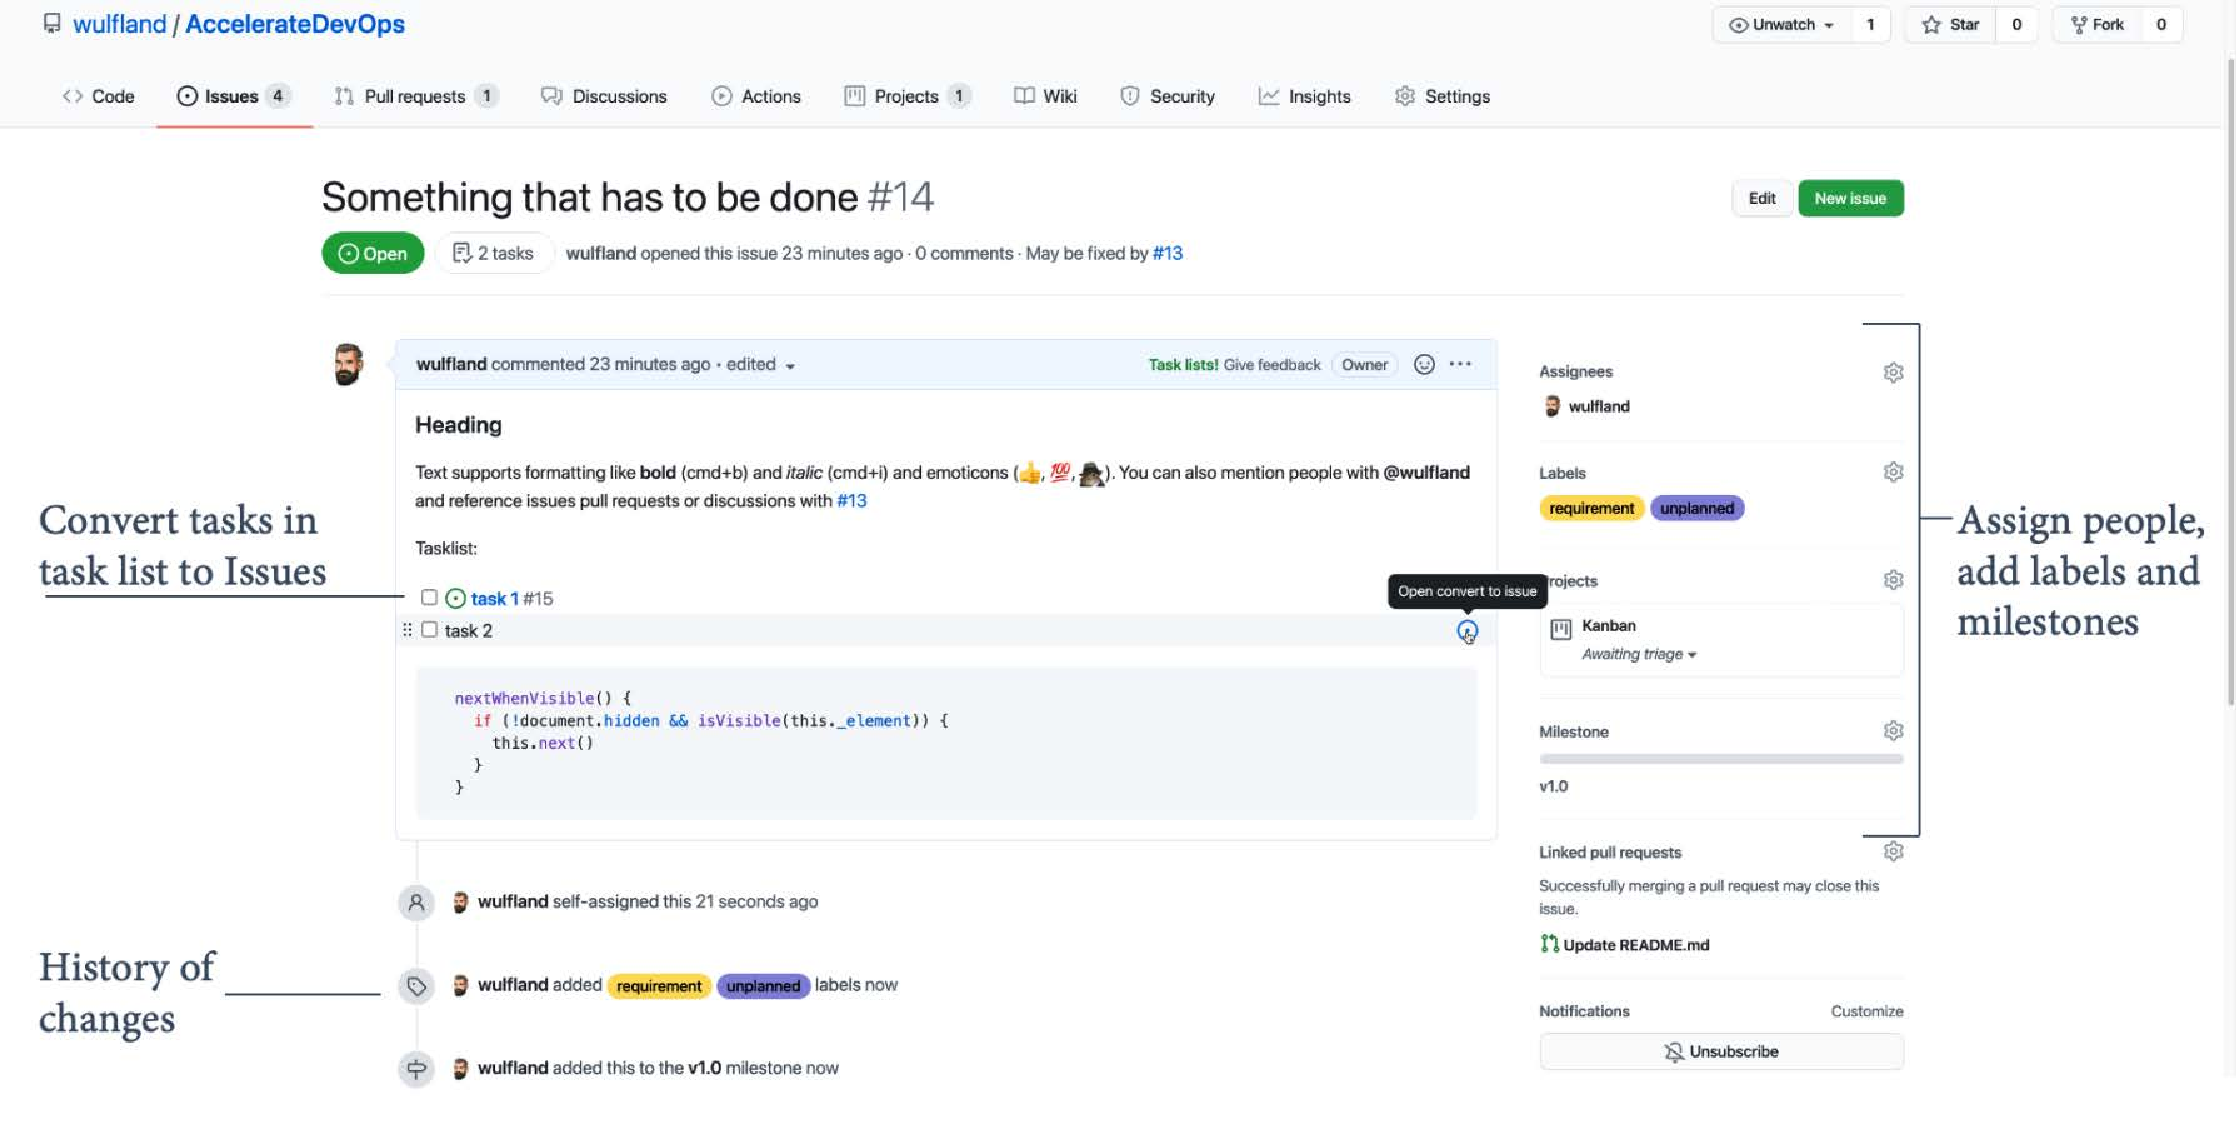 wulfland / AccelerateDevOps
Unwatch 1
Star 0
Fork 0
Code
Issues 4
Pull requests 1
Discussions
Actions
Projects 1
Wiki
Security
Insights
Settings
Something that has to be done #14
Edit
New issue
Open
2 tasks
wulfland opened this issue 23 minutes ago · 0 comments · May be fixed by #13
wulfland commented 23 minutes ago • edited
Task lists! Give feedback
Owner
Heading
Text supports formatting like bold (cmd+b) and italic (cmd+i) and emoticons (👍, 💯, 🕵️). You can also mention people with @wulfland
and reference issues pull requests or discussions with #13
Tasklist:
task 1 #15
task 2
Open convert to issue
nextWhenVisible() {
if (!document.hidden && isVisible(this._element)) {
this.next()
}
}
wulfland self-assigned this 21 seconds ago
wulfland added requirement unplanned labels now
wulfland added this to the v1.0 milestone now
Assignees
wulfland
Labels
requirement unplanned
rojects
Kanban
Awaiting triage
Milestone
v1.0
Linked pull requests
Successfully merging a pull request may close this
issue.
Update README.md
Notifications
Customize
Unsubscribe
Convert tasks in
task list to Issues
History of
changes
Assign people,
add labels and
milestones